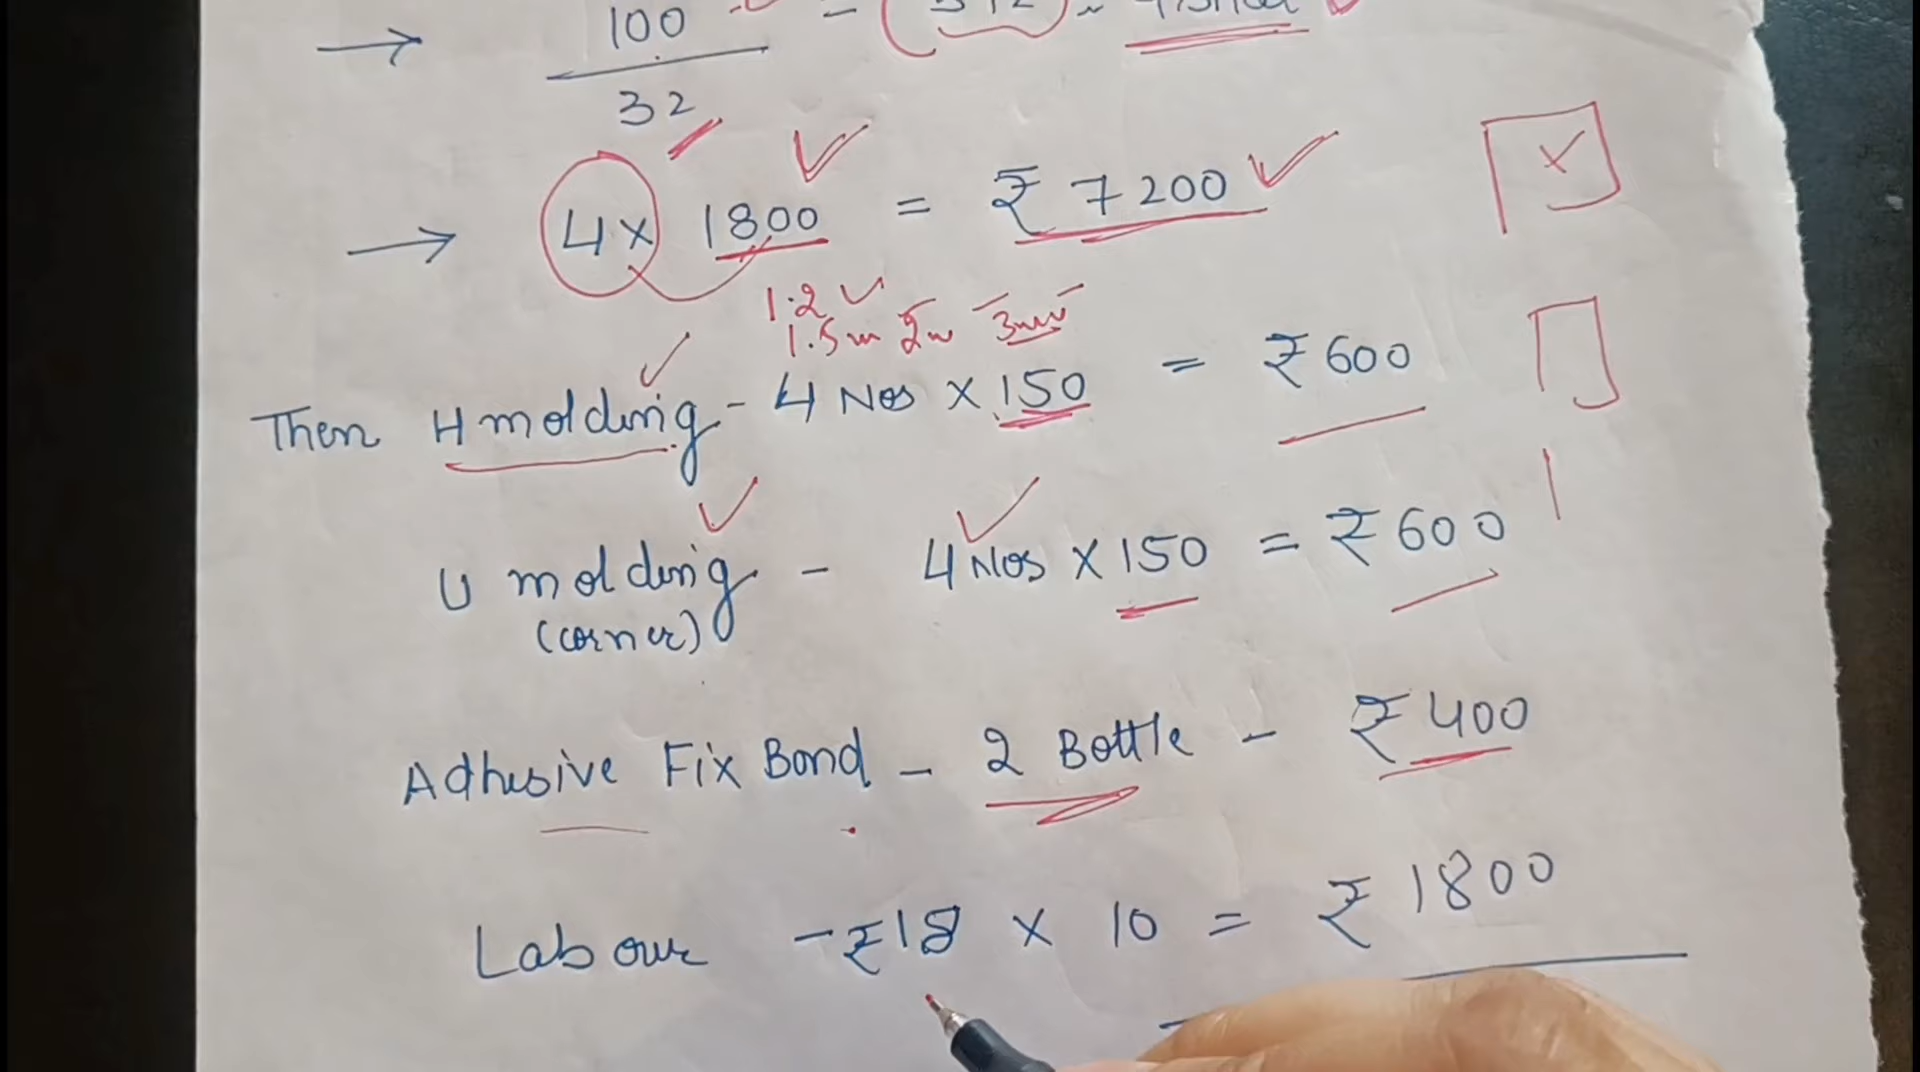 100
32
4x 1800 = ₹ 7200
1.2
1.5m 2m 3m
Then H molding - 4 Nos x 150 = ₹ 600
U molding - 4 Nos x 150 = ₹ 600
(corner)
Adhesive Fix Bond - 2 Bottle - ₹ 400
Labour - ₹18 x 10 = ₹ 1800